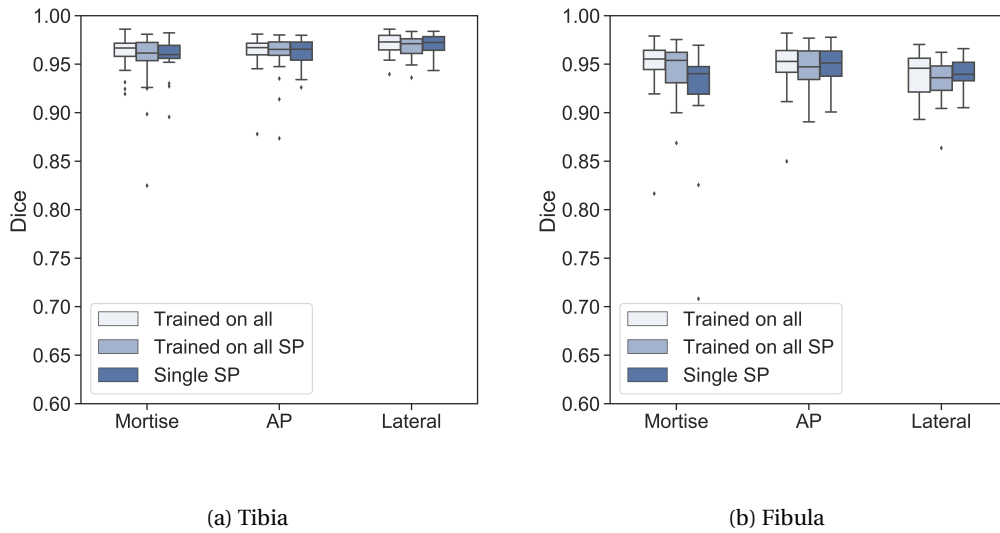 1.00
0.95
0.90
0.85
0.80
0.75
0.70
0.65
0.60
Dice
Trained on all
Trained on all SP
Single SP
Mortise AP Lateral
(a) Tibia
1.00
0.95
0.90
0.85
0.80
0.75
0.70
0.65
0.60
Dice
Trained on all
Trained on all SP
Single SP
Mortise AP Lateral
(b) Fibula